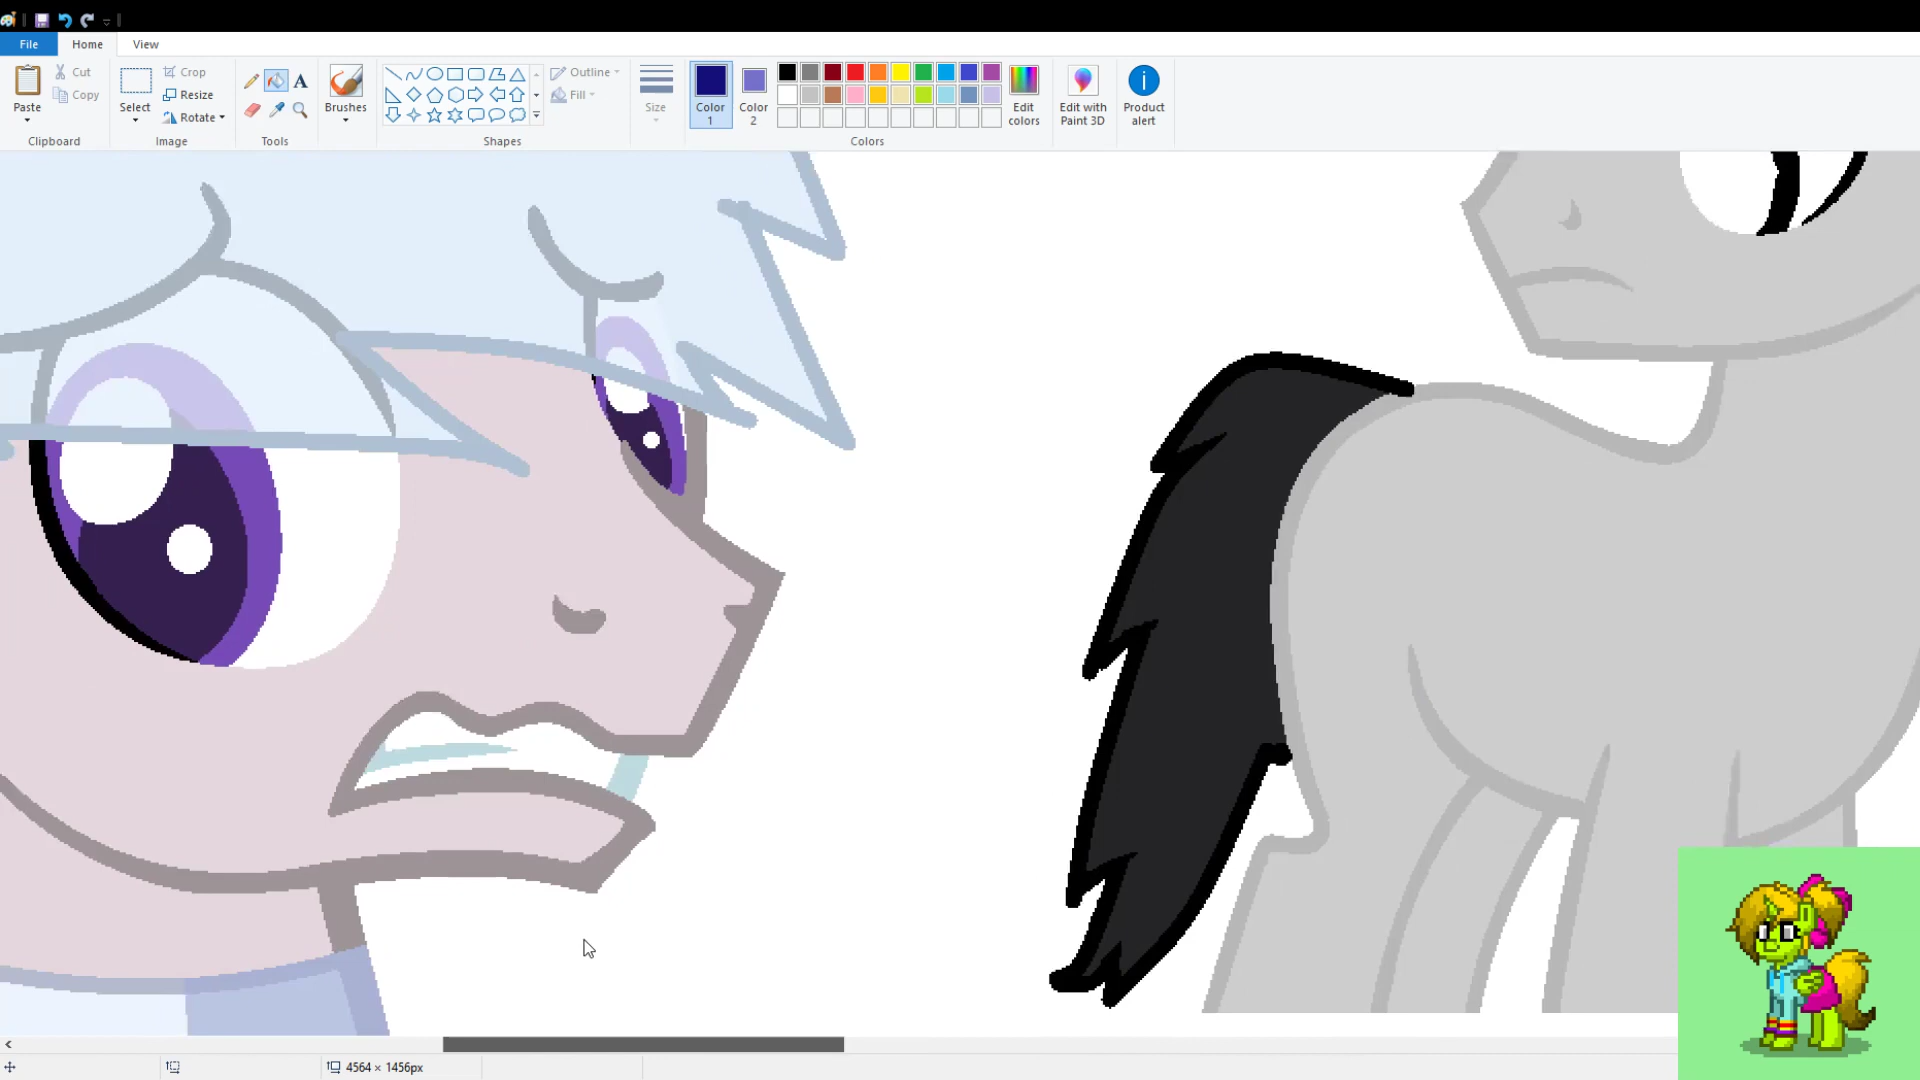 File Home View
Paste Cut Copy
Clipboard
Select Crop Resize Rotate
Image
A
Tools
Brushes
Shapes
Outline
Fill
Size
Color 1
Color 2
Edit colors
Colors
Edit with Paint 3D
Product alert
4564 × 1456px